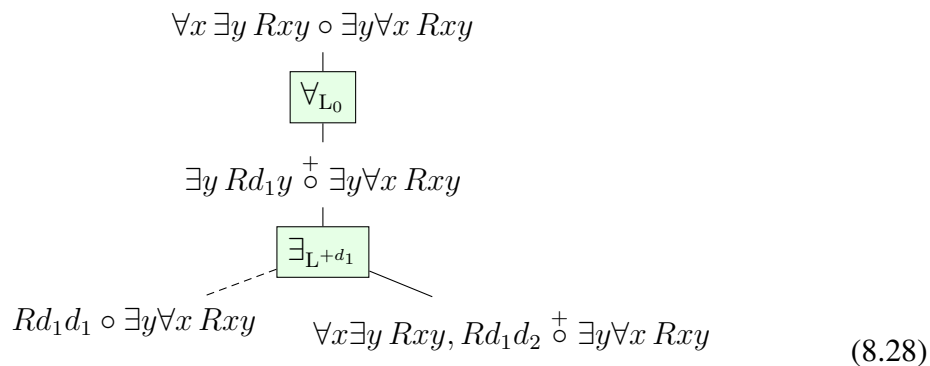 ∀x ∃y Rxy ∘ ∃y∀x Rxy
∀L₀
∃y Rd₁y ∘⁺ ∃y∀x Rxy
∃L⁺ᵈ₁
Rd₁d₁ ∘ ∃y∀x Rxy
∀x∃y Rxy, Rd₁d₂ ∘⁺ ∃y∀x Rxy
(8.28)